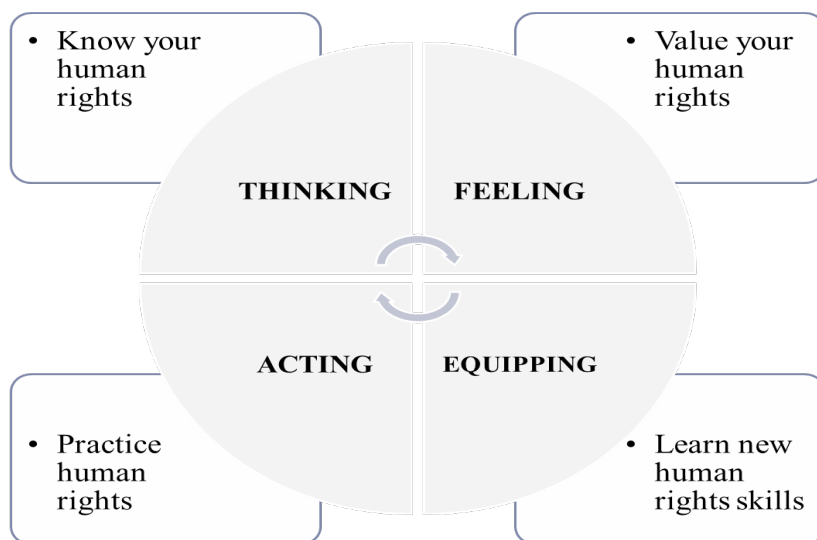 • Know your
human
rights
• Value your
human
rights
THINKING
FEELING
ACTING
EQUIPPING
• Practice
human
rights
• Learn new
human
rights skills